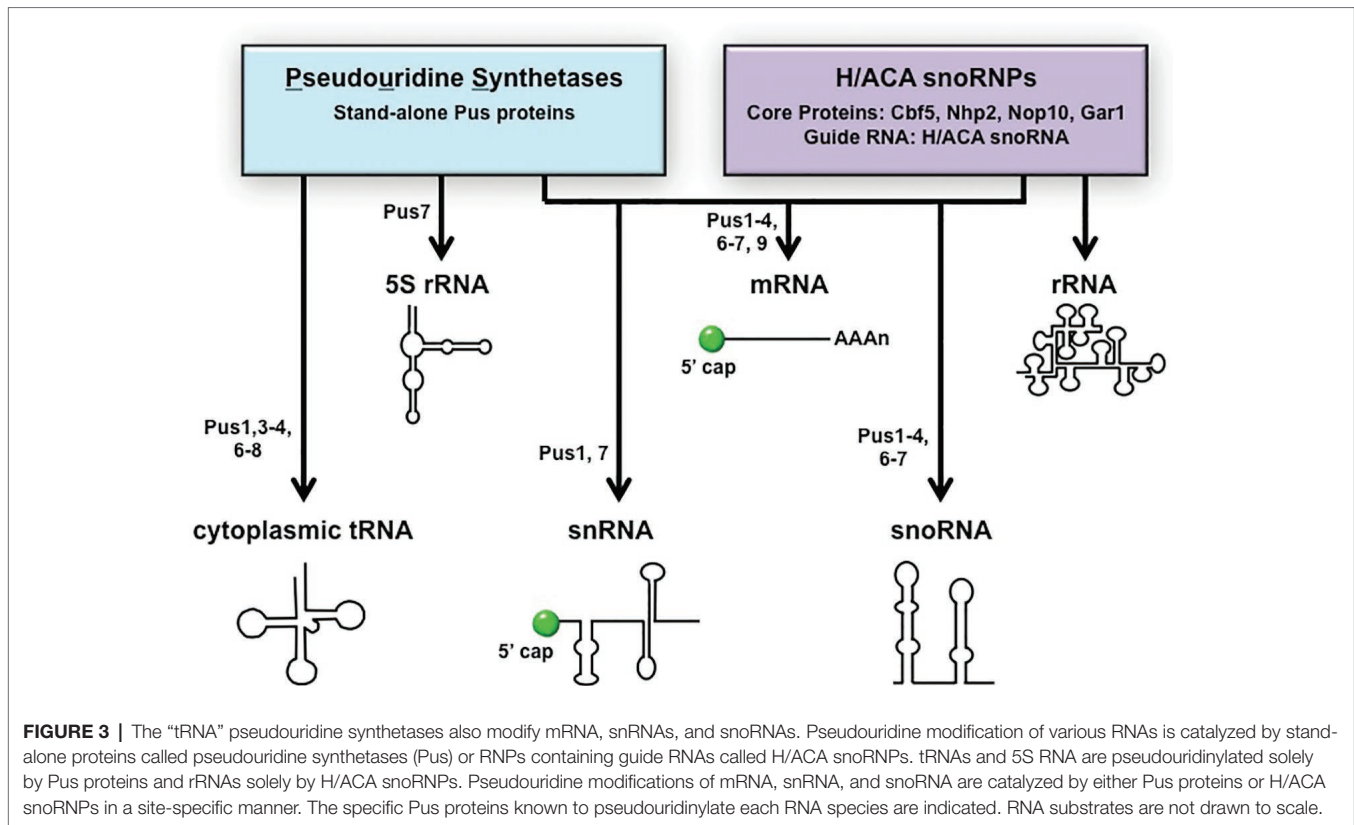 Pseudouridine Synthetases
Stand-alone Pus proteins
H/ACA snoRNPs
Core Proteins: Cbf5, Nhp2, Nop10, Gar1
Guide RNA: H/ACA snoRNA
Pus7
5S rRNA
Pus1-4,
6-7, 9
mRNA
5' cap
AAAn
rRNA
Pus1,3-4,
6-8
cytoplasmic tRNA
Pus1, 7
snRNA
5' cap
Pus1-4,
6-7
snoRNA
FIGURE 3 | The “tRNA” pseudouridine synthetases also modify mRNA, snRNAs, and snoRNAs. Pseudouridine modification of various RNAs is catalyzed by stand-
alone proteins called pseudouridine synthetases (Pus) or RNPs containing guide RNAs called H/ACA snoRNPs. tRNAs and 5S RNA are pseudouridinylated solely
by Pus proteins and rRNAs solely by H/ACA snoRNPs. Pseudouridine modifications of mRNA, snRNA, and snoRNA are catalyzed by either Pus proteins or H/ACA
snoRNPs in a site-specific manner. The specific Pus proteins known to pseudouridinylate each RNA species are indicated. RNA substrates are not drawn to scale.